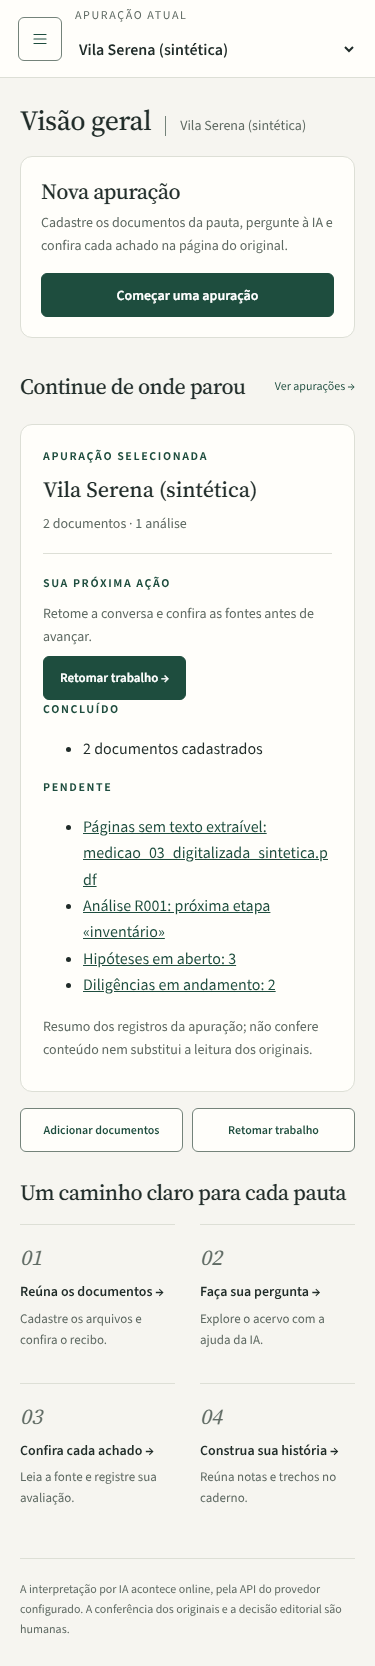 APURAÇÃO ATUAL
Vila Serena (sintética)
Visão geral
Vila Serena (sintética)
Nova apuração
Cadastre os documentos da pauta, pergunte à IA e
confira cada achado na página do original.
Começar uma apuração
Continue de onde parou
Ver apurações →
APURAÇÃO SELECIONADA
Vila Serena (sintética)
2 documentos · 1 análise
SUA PRÓXIMA AÇÃO
Retome a conversa e confira as fontes antes de
avançar.
Retomar trabalho →
CONCLUÍDO
• 2 documentos cadastrados
PENDENTE
• Páginas sem texto extraível:
medicao_03_digitalizada_sintetica.p
df
• Análise R001: próxima etapa
«inventário»
• Hipóteses em aberto: 3
• Diligências em andamento: 2
Resumo dos registros da apuração; não confere
conteúdo nem substitui a leitura dos originais.
Adicionar documentos
Retomar trabalho
Um caminho claro para cada pauta
01
Reúna os documentos →
Cadastre os arquivos e
confira o recibo.
02
Faça sua pergunta →
Explore o acervo com a
ajuda da IA.
03
Confira cada achado →
Leia a fonte e registre sua
avaliação.
04
Construa sua história →
Reúna notas e trechos no
caderno.
A interpretação por IA acontece online, pela API do provedor
configurado. A conferência dos originais e a decisão editorial são
humanas.